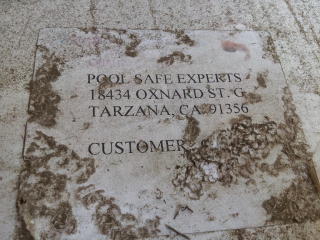 POOL SAFE EXPERTS
18434 OXNARD ST. G
TARZANA, CA. 91356
CUSTOMER